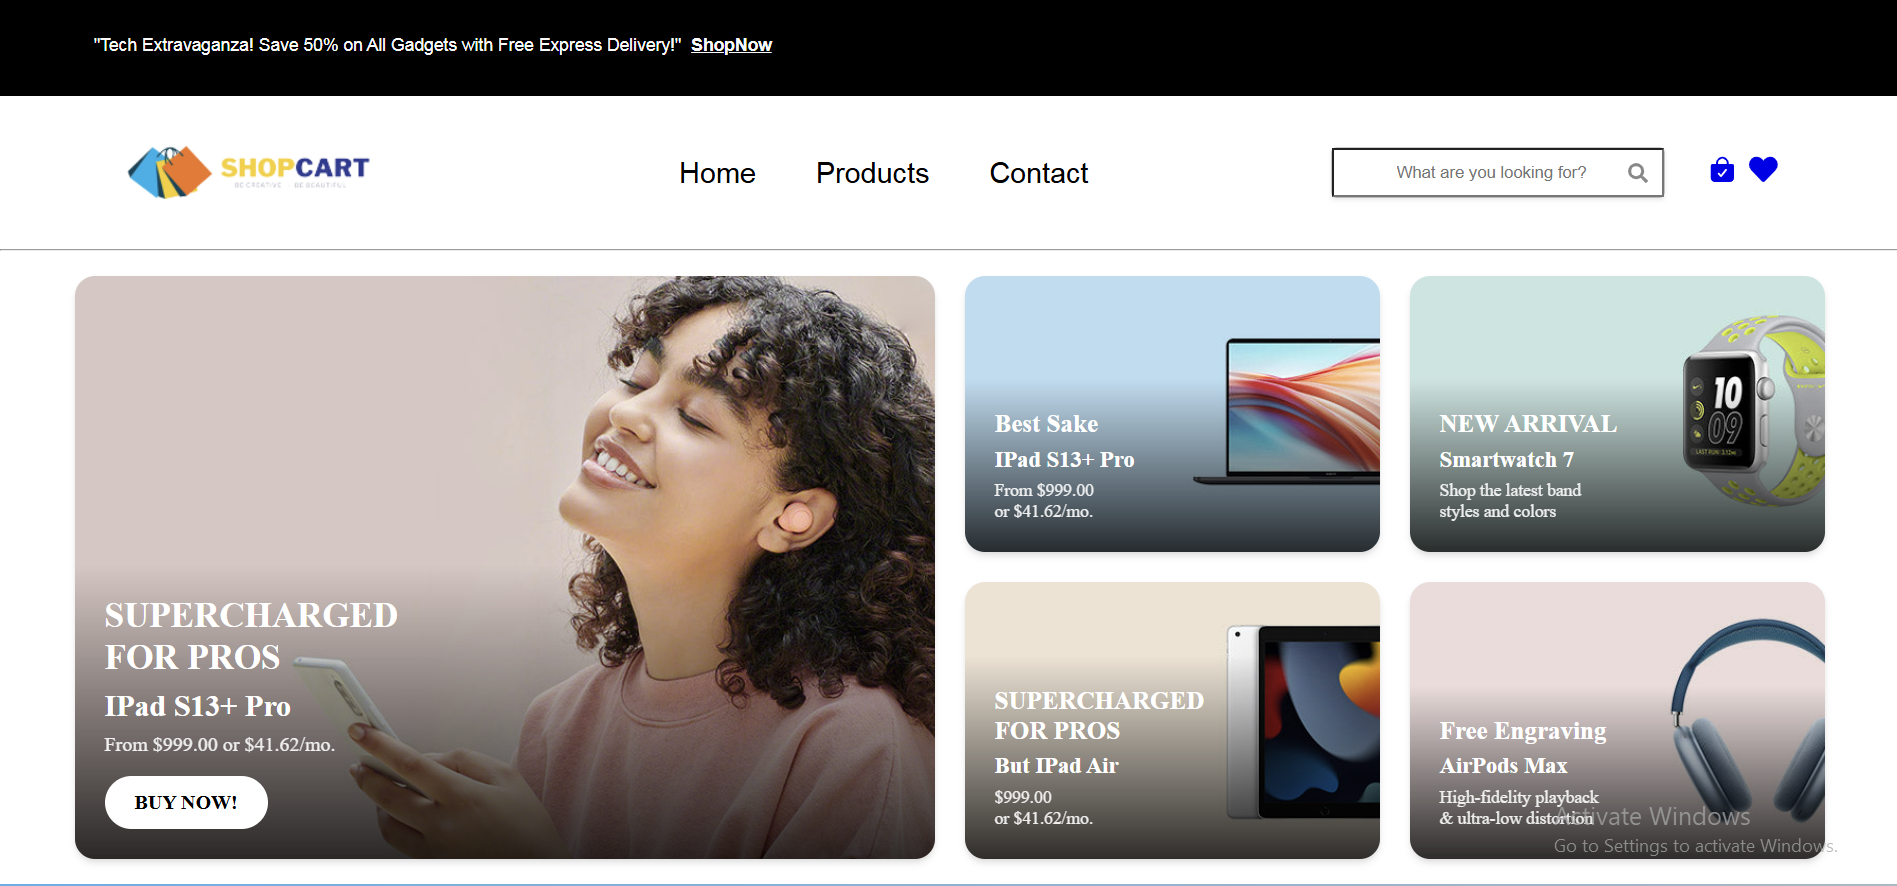 "Tech Extravaganza! Save 50% on All Gadgets with Free Express Delivery!" ShopNow
SHOPCART
BE CREATIVE - BE BEAUTIFUL
Home
Products
Contact
What are you looking for?
SUPERCHARGED
FOR PROS
IPad S13+ Pro
From $999.00 or $41.62/mo.
BUY NOW!
Best Sake
IPad S13+ Pro
From $999.00
or $41.62/mo.
NEW ARRIVAL
Smartwatch 7
Shop the latest band
styles and colors
10
09
SUPERCHARGED
FOR PROS
But IPad Air
$999.00
or $41.62/mo.
Free Engraving
AirPods Max
High-fidelity playback
& ultra-low distortion
Activate Windows
Go to Settings to activate Windows.